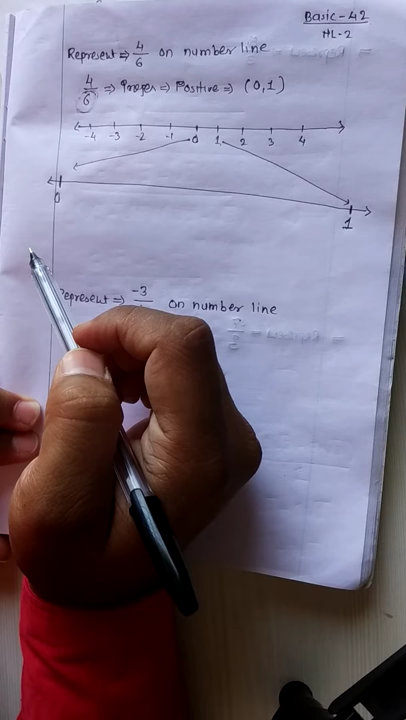 Basic-42
NL-2
Represent ⇒ 4/6 on number line
4/6 ⇒ Proper ⇒ Positive ⇒ (0,1)
-4 -3 -2 -1 0 1 2 3 4
0 1
Represent ⇒ -3/ on number line